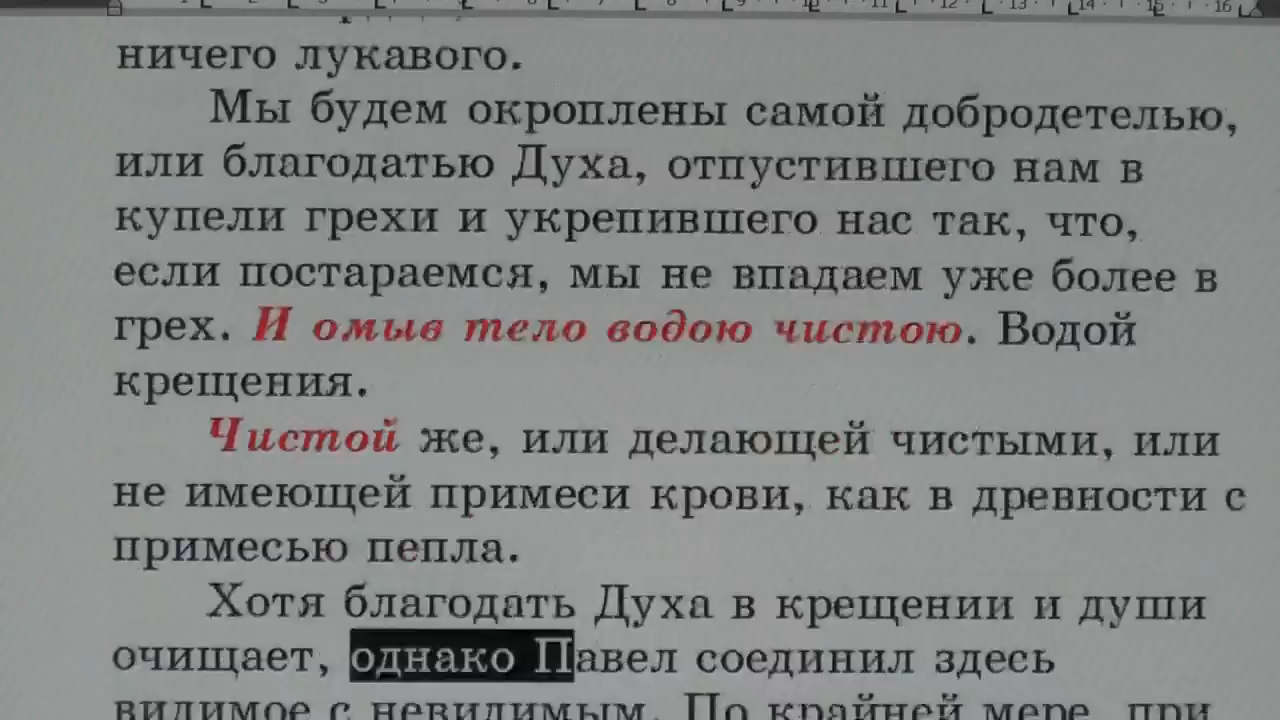 ничего лукавого.
Мы будем окроплены самой добродетелью,
или благодатью Духа, отпустившего нам в
купели грехи и укрепившего нас так, что,
если постараемся, мы не впадаем уже более в
грех. И омыв тело водою чистою. Водой
крещения.
Чистой же, или делающей чистыми, или
не имеющей примеси крови, как в древности с
примесью пепла.
Хотя благодать Духа в крещении и души
очищает, однако Павел соединил здесь
видимое с невидимым. По крайней мере, при